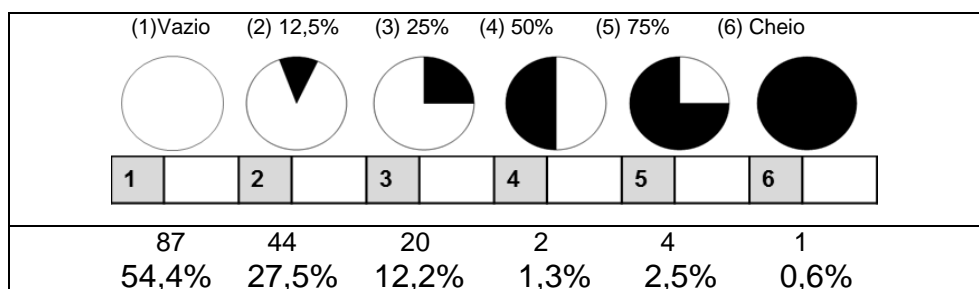 (1)Vazio (2) 12,5% (3) 25% (4) 50% (5) 75% (6) Cheio
1 2 3 4 5 6
87 44 20 2 4 1
54,4% 27,5% 12,2% 1,3% 2,5% 0,6%